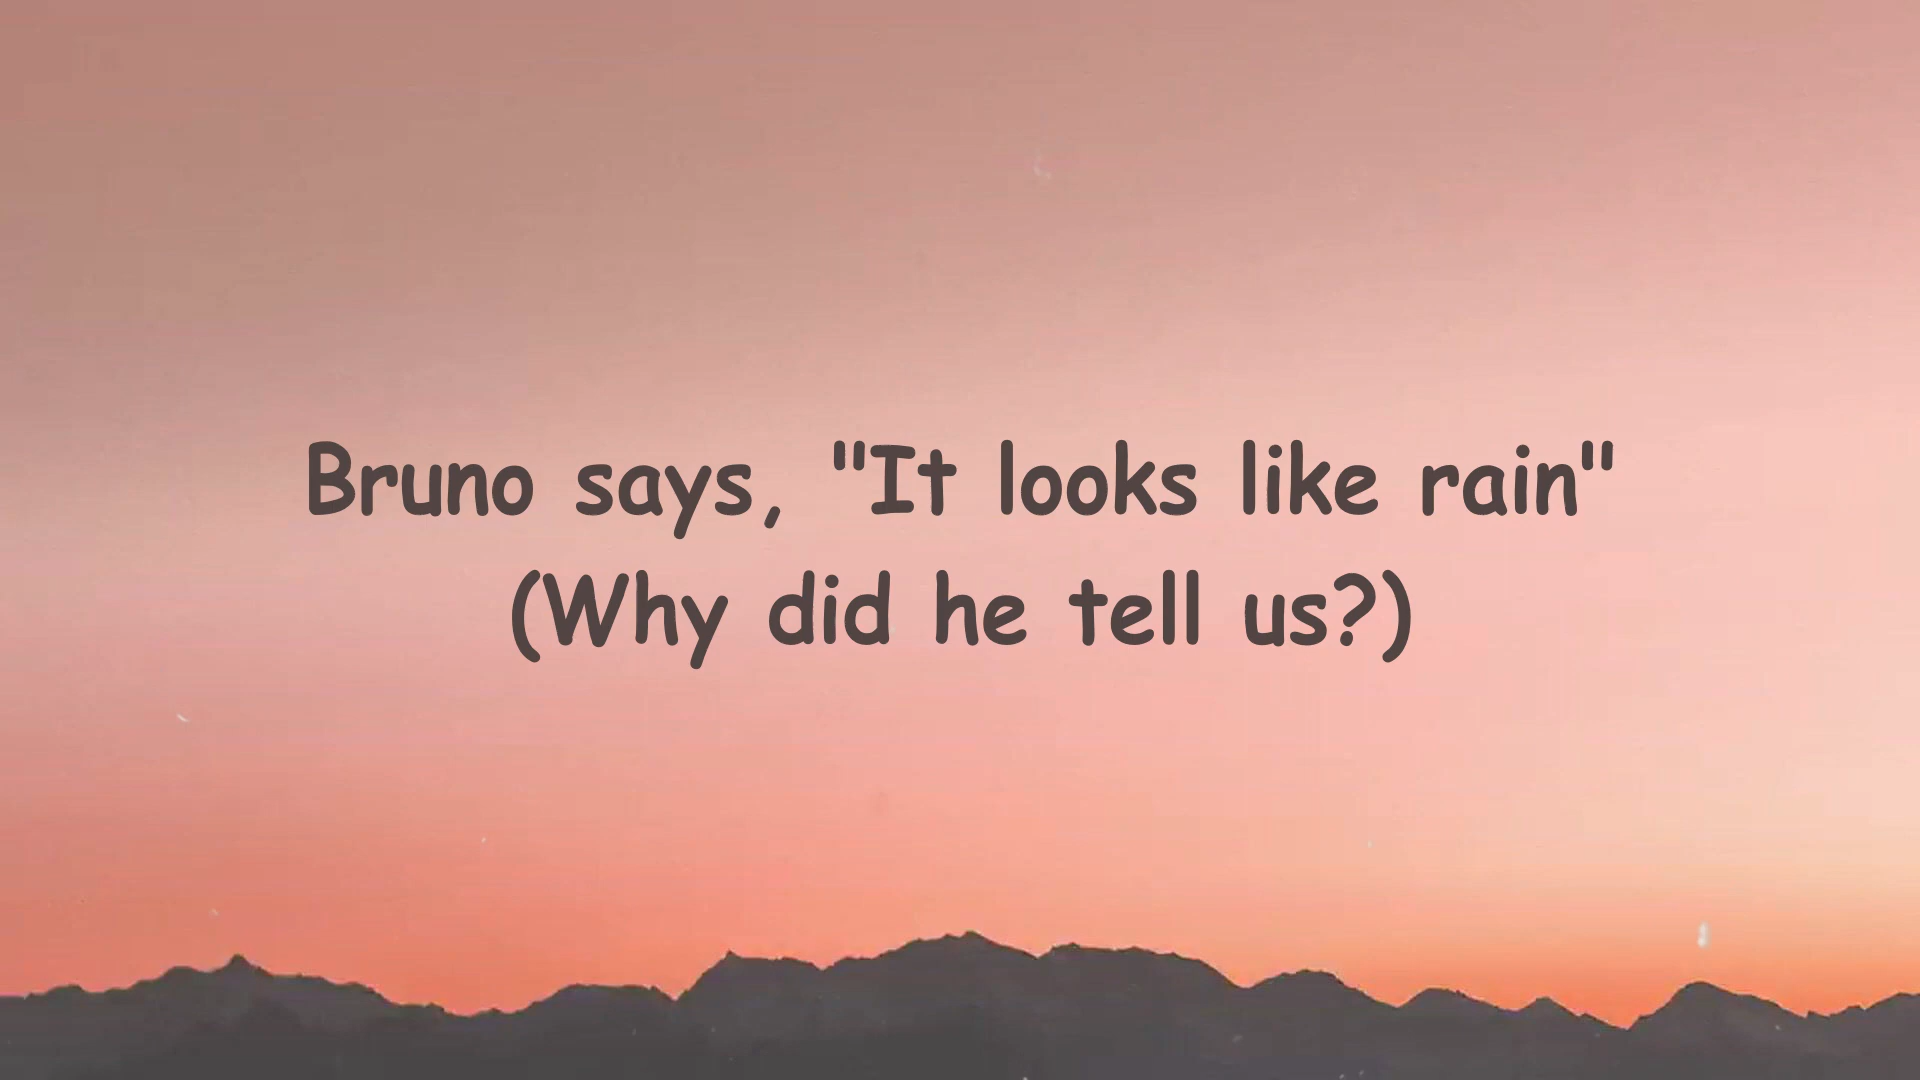 Bruno says, "It looks like rain"
(Why did he tell us?)